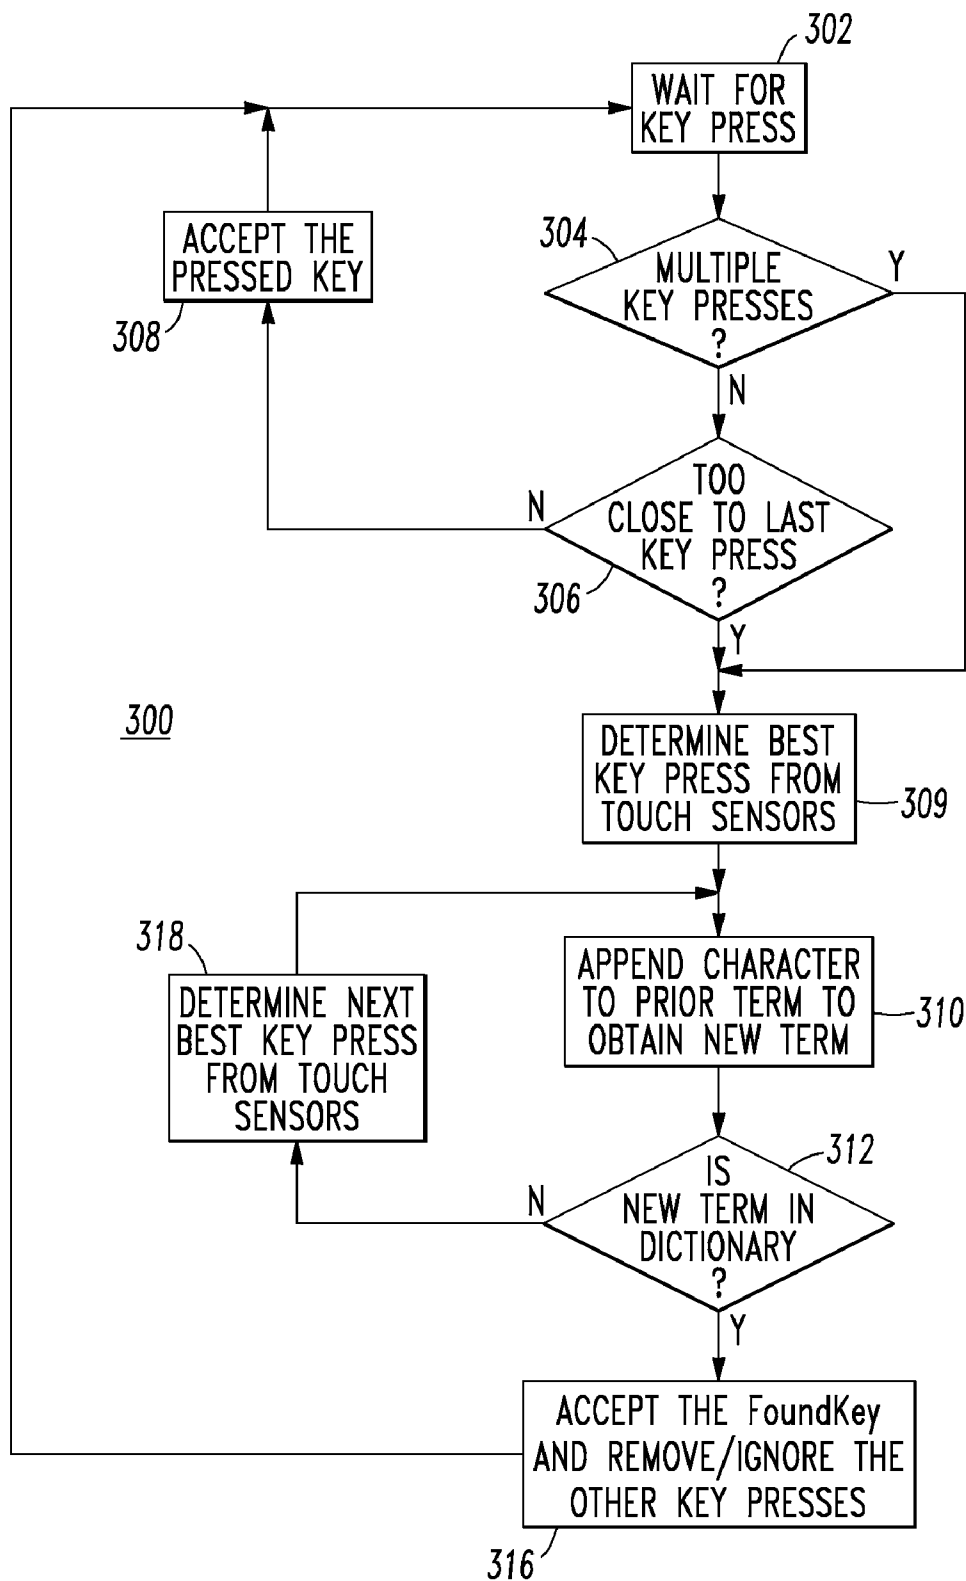 302
WAIT FOR
KEY PRESS
304
MULTIPLE
KEY PRESSES
?
Y
N
ACCEPT THE
PRESSED KEY
308
TOO
CLOSE TO LAST
KEY PRESS
?
N
306
Y
300
DETERMINE BEST
KEY PRESS FROM
TOUCH SENSORS
309
318
DETERMINE NEXT
BEST KEY PRESS
FROM TOUCH
SENSORS
APPEND CHARACTER
TO PRIOR TERM TO
OBTAIN NEW TERM
310
312
IS
NEW TERM IN
DICTIONARY
?
N
Y
ACCEPT THE FoundKey
AND REMOVE/IGNORE THE
OTHER KEY PRESSES
316